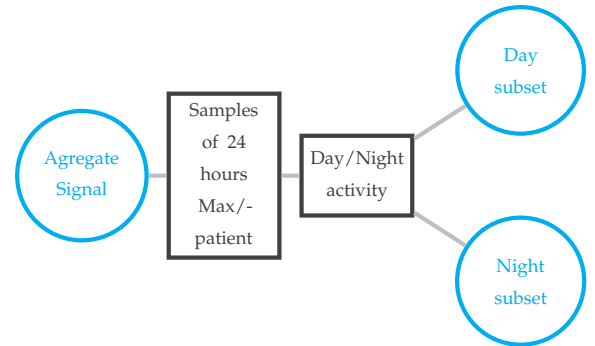 Agregate
Signal
Samples
of 24
hours
Max/-
patient
Day/Night
activity
Day
subset
Night
subset